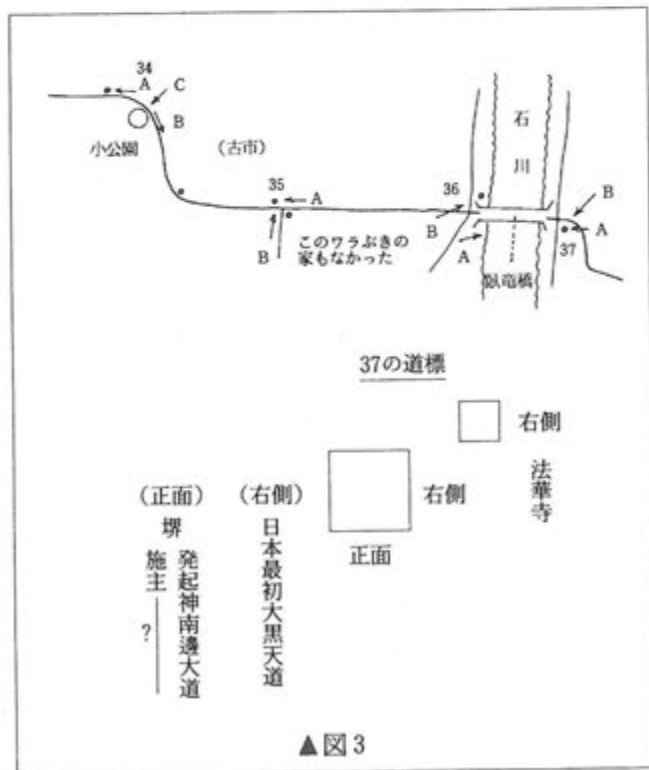 34
A
C
B
小公園
(古市)
35
A
B
このワラぶきの
家もなかった
36
B
A
石川
臥竜橋
B
A
37
37の道標
右側
法華寺
右側
正面
(右側)
日本最初大黒天道
(正面)
堺
発起神南邊大道
施主 ?
▲図3